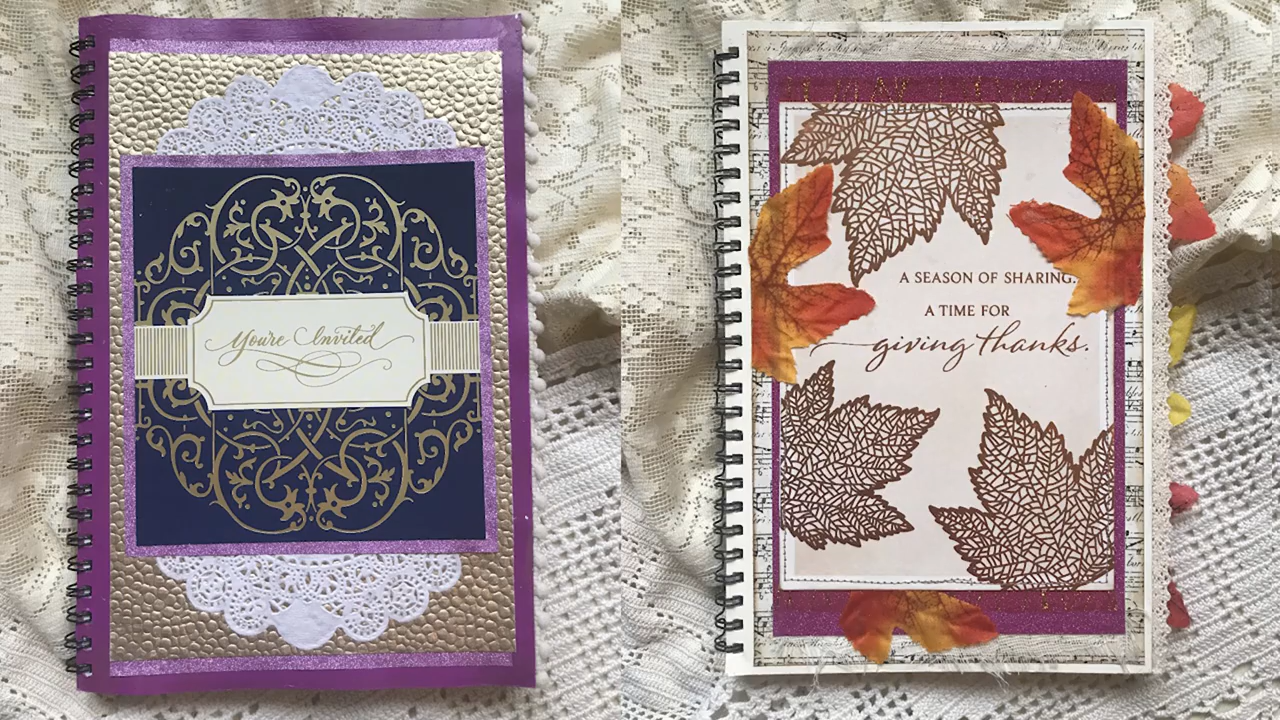 You're Invited
A SEASON OF SHARING.
A TIME FOR
giving thanks.